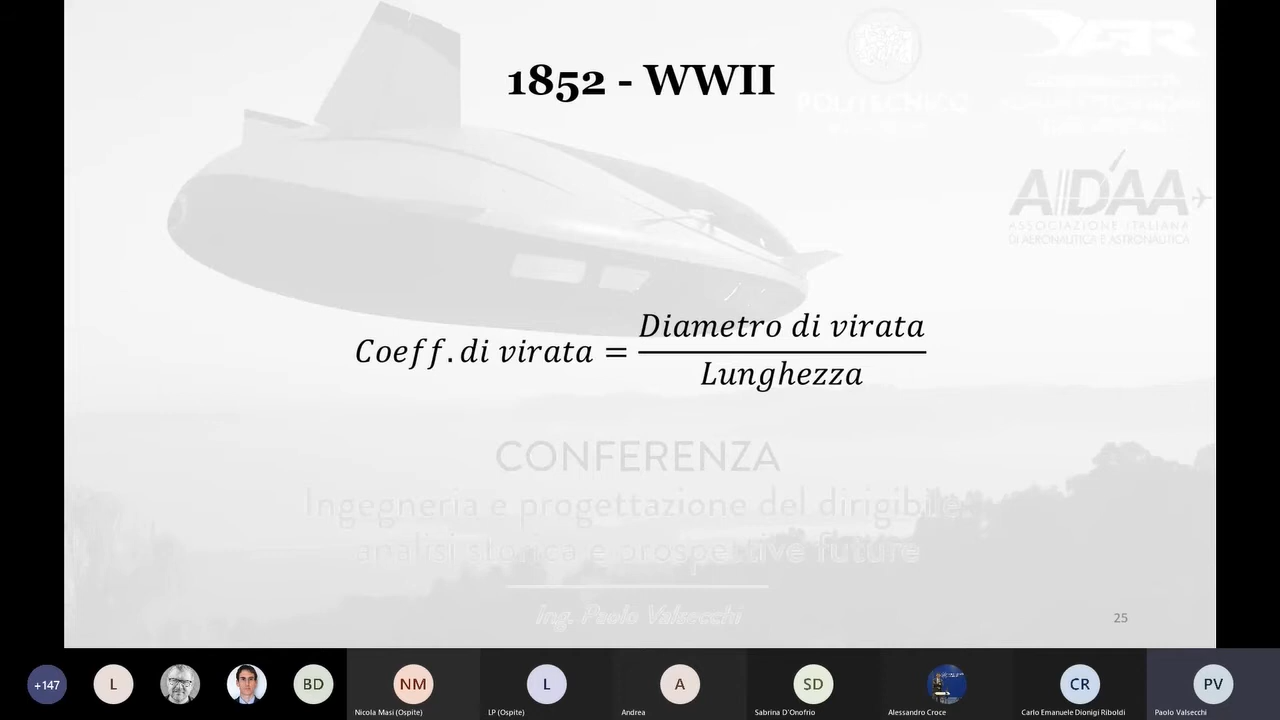 1852 - WWII
POLITECNICO
AIDAA
ASSOCIAZIONE ITALIANA
DI AERONAUTICA E ASTRONAUTICA
Coeff. di virata = Diametro di virata
Lunghezza
CONFERENZA
Ingegneria e progettazione del dirigibile:
analisi storica e prospettive future
Ing. Paolo Valsecchi
25
+147
L
BD
NM
L
A
SD
CR
PV
Nicola Masi (Ospite)
LP (Ospite)
Andrea
Sabrina D'Onofrio
Alessandro Croce
Carlo Emanuele Dionigi Riboldi
Paolo Valsecchi